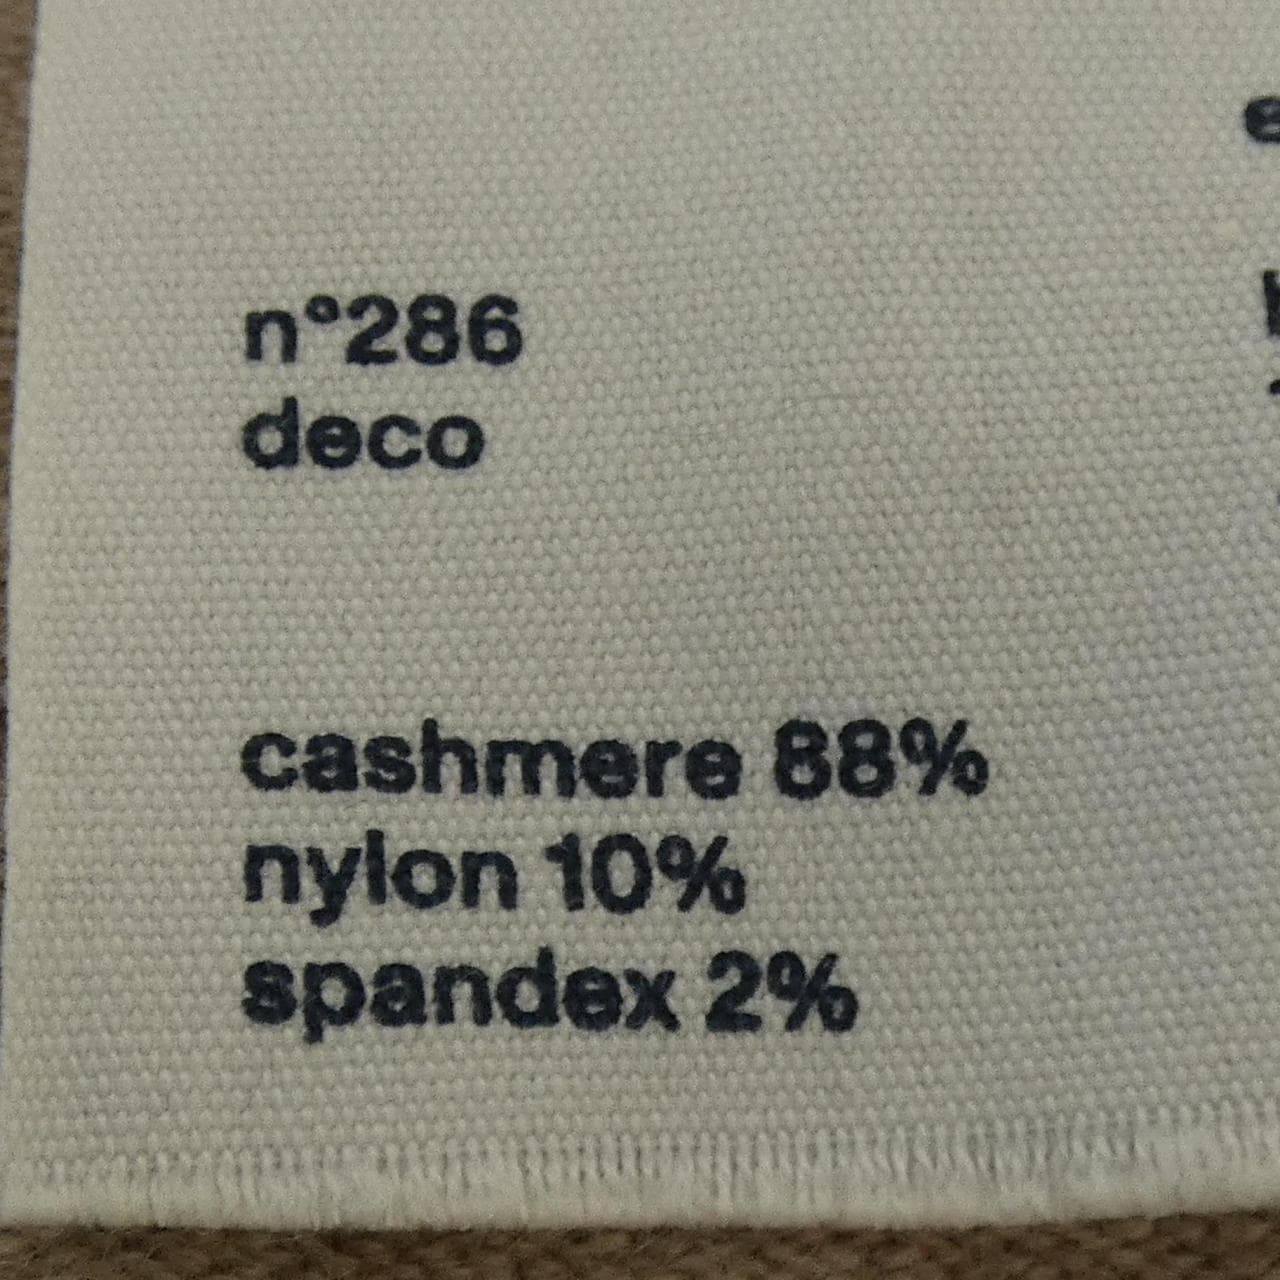 n°286
deco
cashmere 88%
nylon 10%
spandex 2%